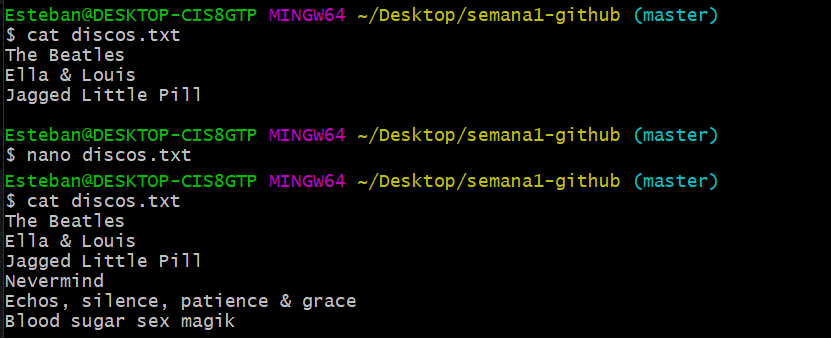 Esteban@DESKTOP-CIS8GTP MINGW64 ~/Desktop/semana1-github (master)
$ cat discos.txt
The Beatles
Ella & Louis
Jagged Little Pill
Esteban@DESKTOP-CIS8GTP MINGW64 ~/Desktop/semana1-github (master)
$ nano discos.txt
Esteban@DESKTOP-CIS8GTP MINGW64 ~/Desktop/semana1-github (master)
$ cat discos.txt
The Beatles
Ella & Louis
Jagged Little Pill
Nevermind
Echos, silence, patience & grace
Blood sugar sex magik